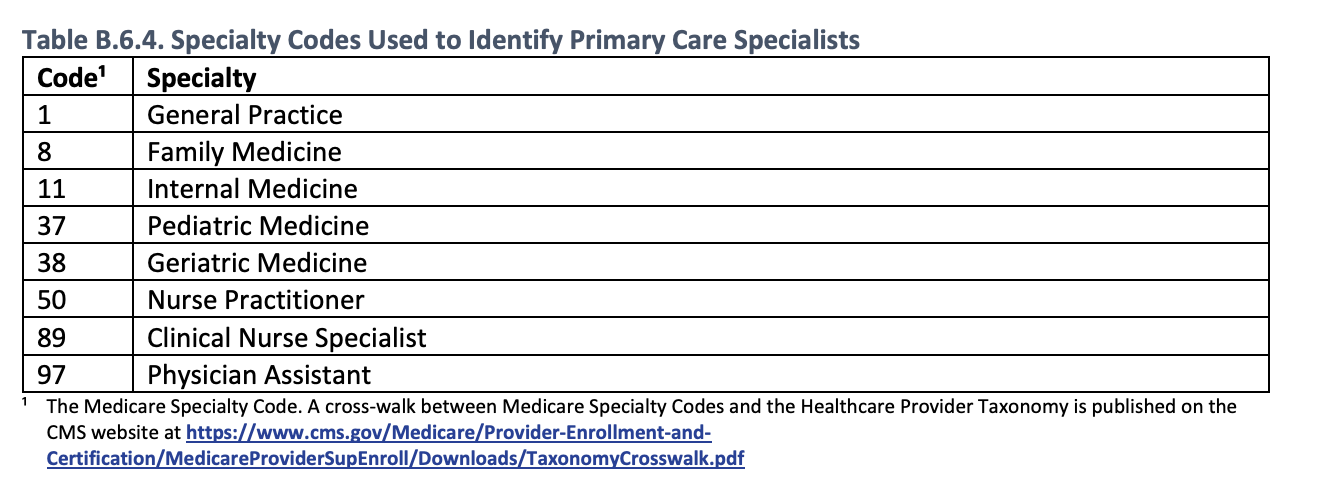 Table B.6.4. Specialty Codes Used to Identify Primary Care Specialists
Code¹ Specialty
1 General Practice
8 Family Medicine
11 Internal Medicine
37 Pediatric Medicine
38 Geriatric Medicine
50 Nurse Practitioner
89 Clinical Nurse Specialist
97 Physician Assistant
¹ The Medicare Specialty Code. A cross-walk between Medicare Specialty Codes and the Healthcare Provider Taxonomy is published on the
CMS website at https://www.cms.gov/Medicare/Provider-Enrollment-and-
Certification/MedicareProviderSupEnroll/Downloads/TaxonomyCrosswalk.pdf